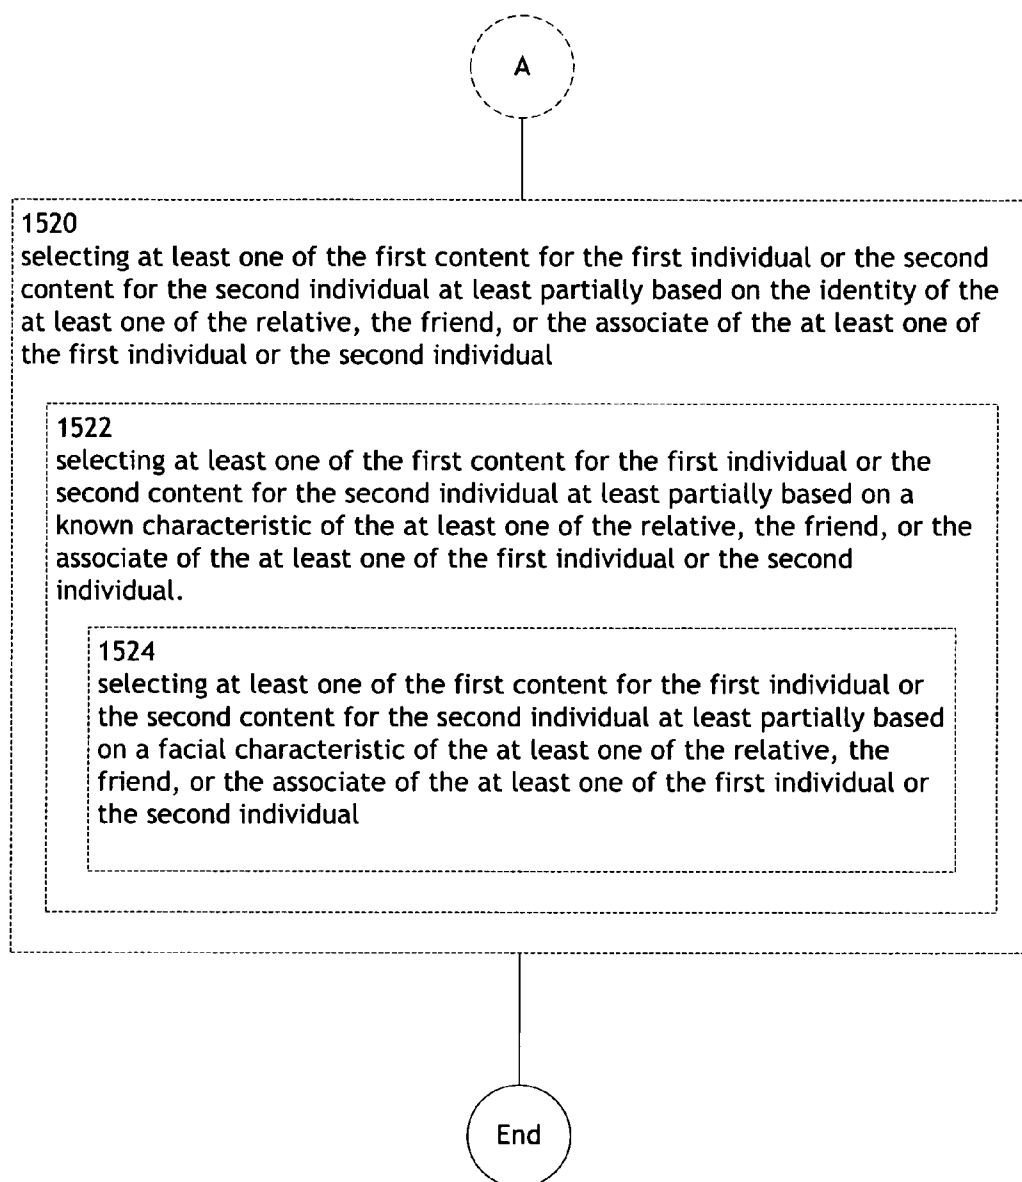 A
1520
selecting at least one of the first content for the first individual or the second
content for the second individual at least partially based on the identity of the
at least one of the relative, the friend, or the associate of the at least one of
the first individual or the second individual
1522
selecting at least one of the first content for the first individual or the
second content for the second individual at least partially based on a
known characteristic of the at least one of the relative, the friend, or the
associate of the at least one of the first individual or the second
individual.
1524
selecting at least one of the first content for the first individual or
the second content for the second individual at least partially based
on a facial characteristic of the at least one of the relative, the
friend, or the associate of the at least one of the first individual or
the second individual
End